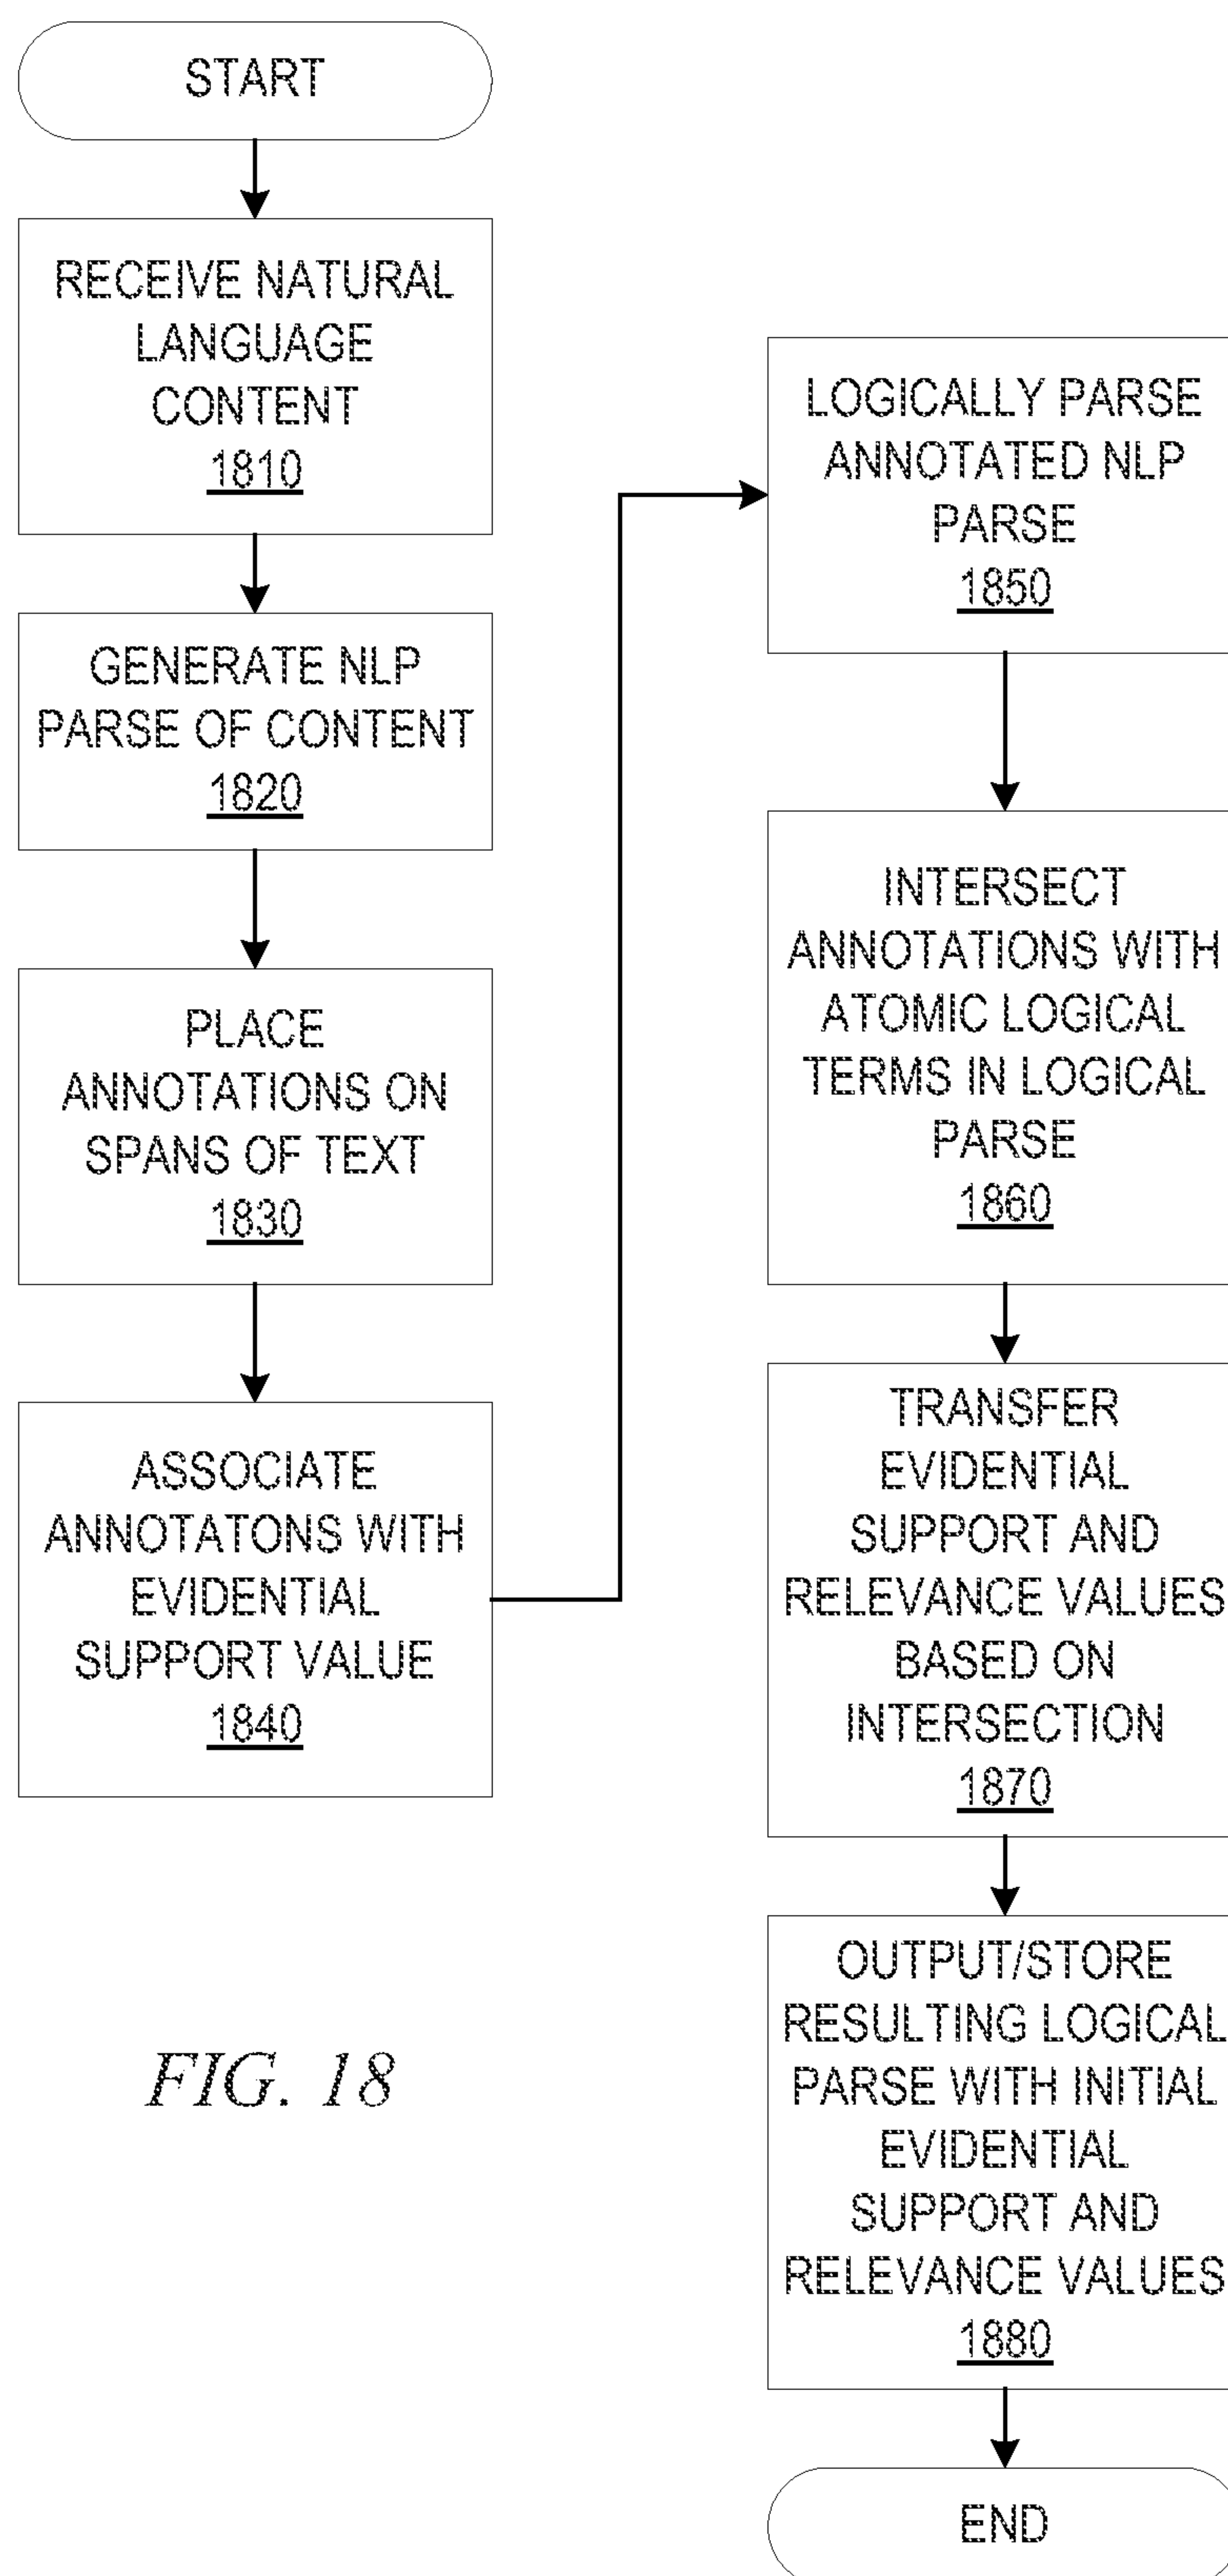 START
RECEIVE NATURAL
LANGUAGE
CONTENT
1810
GENERATE NLP
PARSE OF CONTENT
1820
PLACE
ANNOTATIONS ON
SPANS OF TEXT
1830
ASSOCIATE
ANNOTATONS WITH
EVIDENTIAL
SUPPORT VALUE
1840
LOGICALLY PARSE
ANNOTATED NLP
PARSE
1850
INTERSECT
ANNOTATIONS WITH
ATOMIC LOGICAL
TERMS IN LOGICAL
PARSE
1860
TRANSFER
EVIDENTIAL
SUPPORT AND
RELEVANCE VALUES
BASED ON
INTERSECTION
1870
OUTPUT/STORE
RESULTING LOGICAL
PARSE WITH INITIAL
EVIDENTIAL
SUPPORT AND
RELEVANCE VALUES
1880
END
FIG. 18